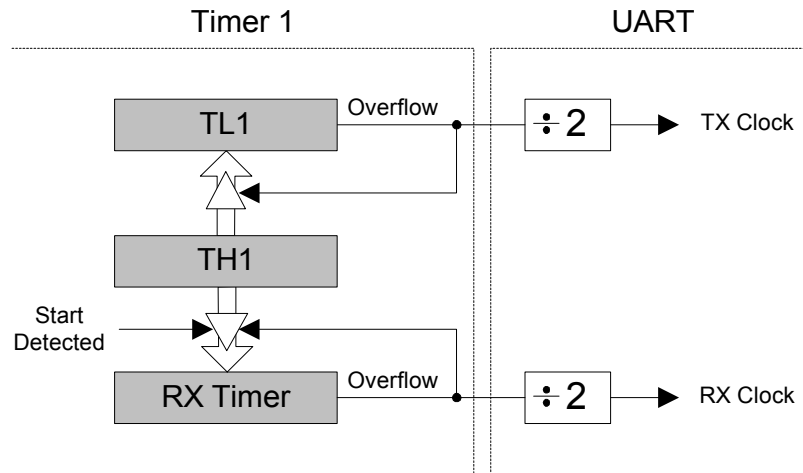 Timer 1
UART
TL1
Overflow
÷ 2
TX Clock
TH1
Start
Detected
RX Timer
Overflow
÷ 2
RX Clock